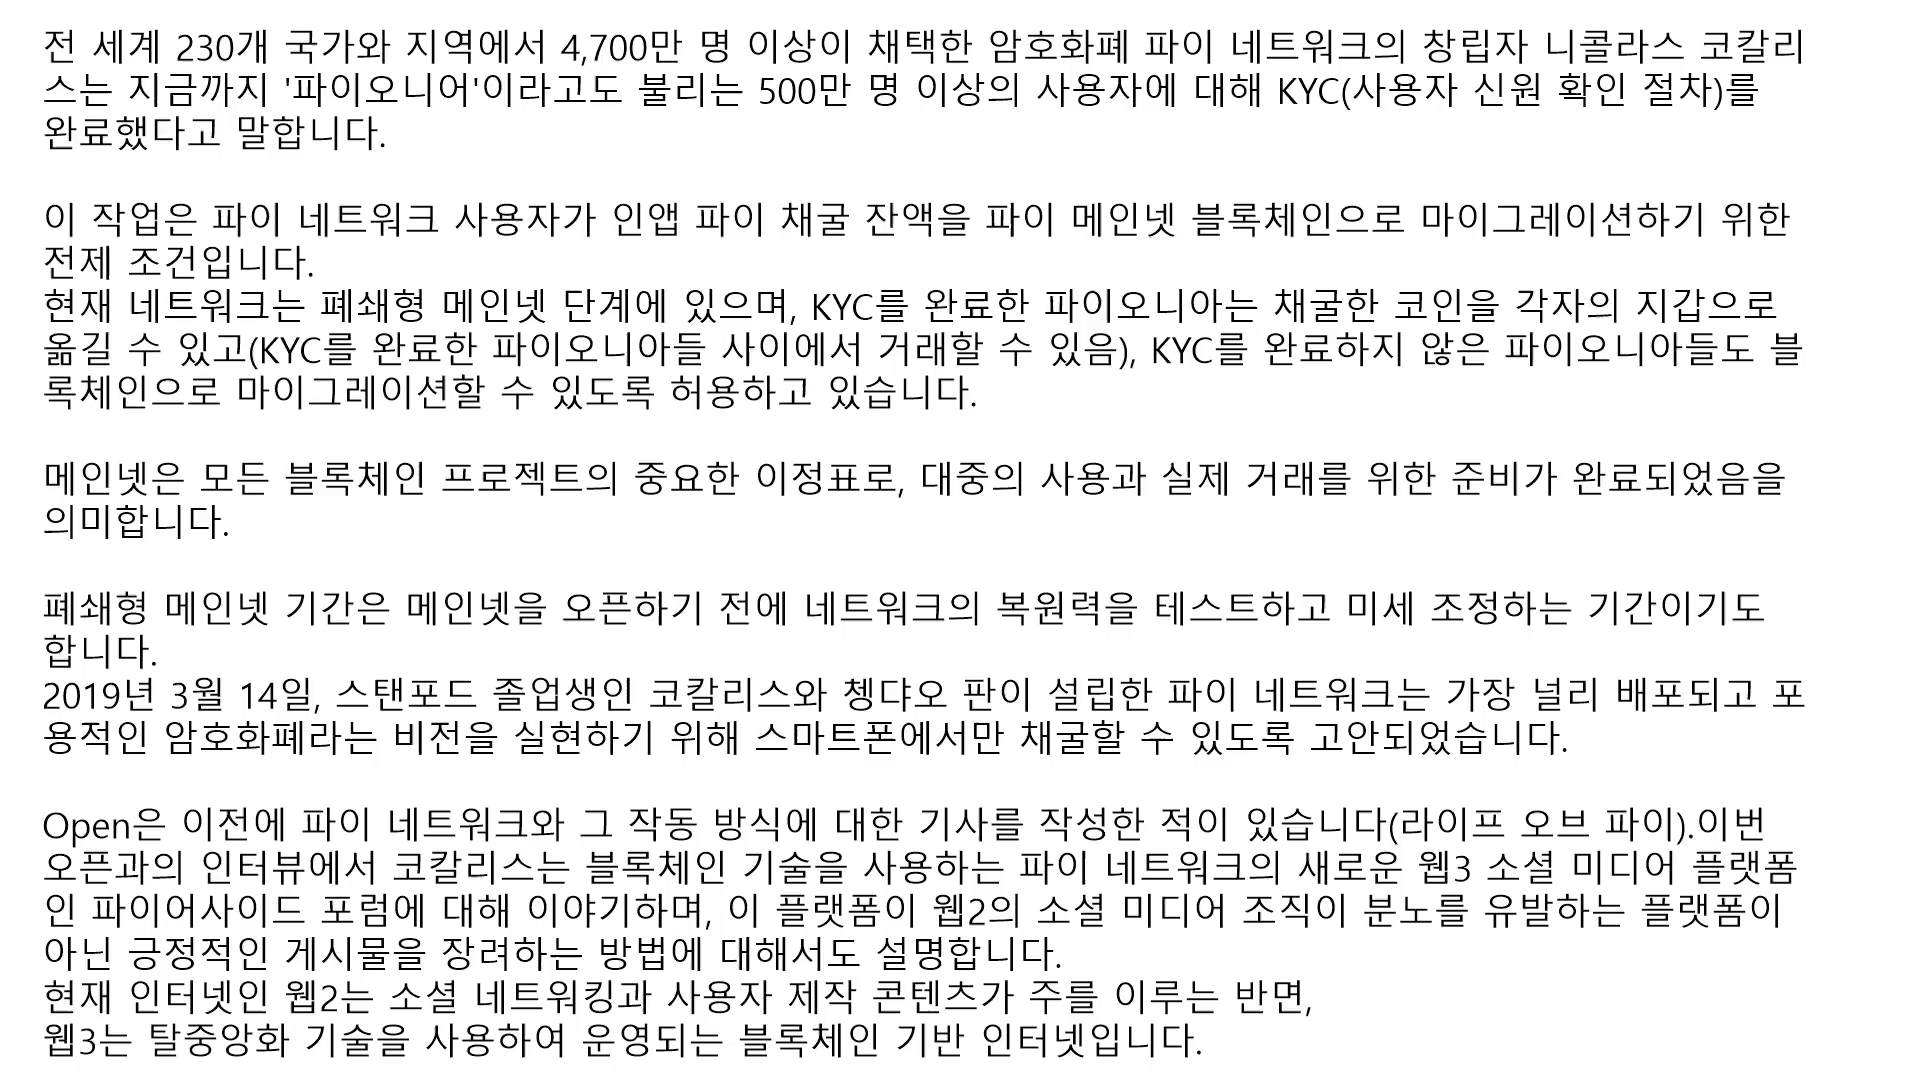 전 세계 230개 국가와 지역에서 4,700만 명 이상이 채택한 암호화폐 파이 네트워크의 창립자 니콜라스 코칼리
스는 지금까지 '파이오니어'이라고도 불리는 500만 명 이상의 사용자에 대해 KYC(사용자 신원 확인 절차)를
완료했다고 말합니다.
이 작업은 파이 네트워크 사용자가 인앱 파이 채굴 잔액을 파이 메인넷 블록체인으로 마이그레이션하기 위한
전제 조건입니다.
현재 네트워크는 폐쇄형 메인넷 단계에 있으며, KYC를 완료한 파이오니아는 채굴한 코인을 각자의 지갑으로
옮길 수 있고(KYC를 완료한 파이오니아들 사이에서 거래할 수 있음), KYC를 완료하지 않은 파이오니아들도 블
록체인으로 마이그레이션할 수 있도록 허용하고 있습니다.
메인넷은 모든 블록체인 프로젝트의 중요한 이정표로, 대중의 사용과 실제 거래를 위한 준비가 완료되었음을
의미합니다.
폐쇄형 메인넷 기간은 메인넷을 오픈하기 전에 네트워크의 복원력을 테스트하고 미세 조정하는 기간이기도
합니다.
2019년 3월 14일, 스탠포드 졸업생인 코칼리스와 쳉댜오 판이 설립한 파이 네트워크는 가장 널리 배포되고 포
용적인 암호화폐라는 비전을 실현하기 위해 스마트폰에서만 채굴할 수 있도록 고안되었습니다.
Open은 이전에 파이 네트워크와 그 작동 방식에 대한 기사를 작성한 적이 있습니다(라이프 오브 파이).이번
오픈과의 인터뷰에서 코칼리스는 블록체인 기술을 사용하는 파이 네트워크의 새로운 웹3 소셜 미디어 플랫폼
인 파이어사이드 포럼에 대해 이야기하며, 이 플랫폼이 웹2의 소셜 미디어 조직이 분노를 유발하는 플랫폼이
아닌 긍정적인 게시물을 장려하는 방법에 대해서도 설명합니다.
현재 인터넷인 웹2는 소셜 네트워킹과 사용자 제작 콘텐츠가 주를 이루는 반면,
웹3는 탈중앙화 기술을 사용하여 운영되는 블록체인 기반 인터넷입니다.